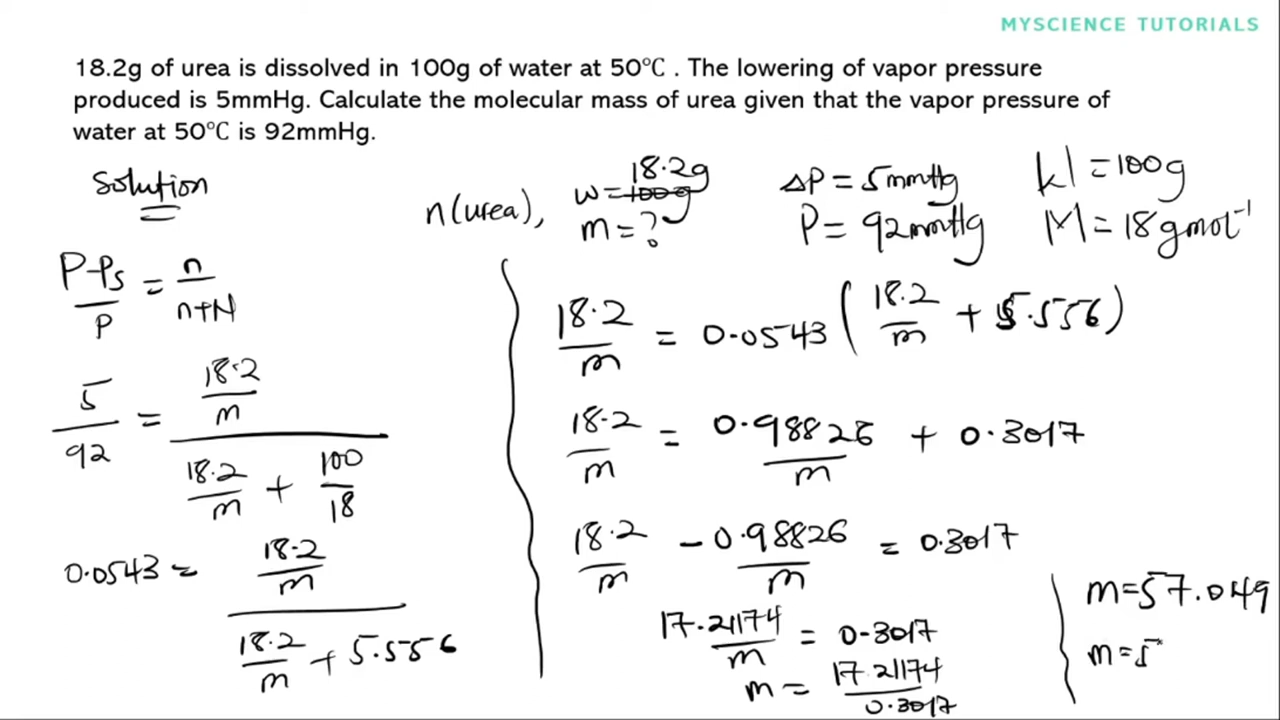 MYSCIENCE TUTORIALS
18.2g of urea is dissolved in 100g of water at 50°C . The lowering of vapor pressure
produced is 5mmHg. Calculate the molecular mass of urea given that the vapor pressure of
water at 50°C is 92mmHg.
Solution
n(urea), w = 100g 18.2g
m = ?
ΔP = 5mmHg
P = 92mmHg
= 100g
M = 18gmol⁻¹
P-Ps/P = n/n+N
5/92 = 18.2/m / 18.2/m + 100/18
0.0543 = 18.2/m / 18.2/m + 5.556
18.2/m = 0.0543 (18.2/m + 5.556)
18.2/m = 0.98826/m + 0.3017
18.2/m - 0.98826/m = 0.3017
17.21174/m = 0.3017
m = 17.21174/0.3017
m=57.049
m=5